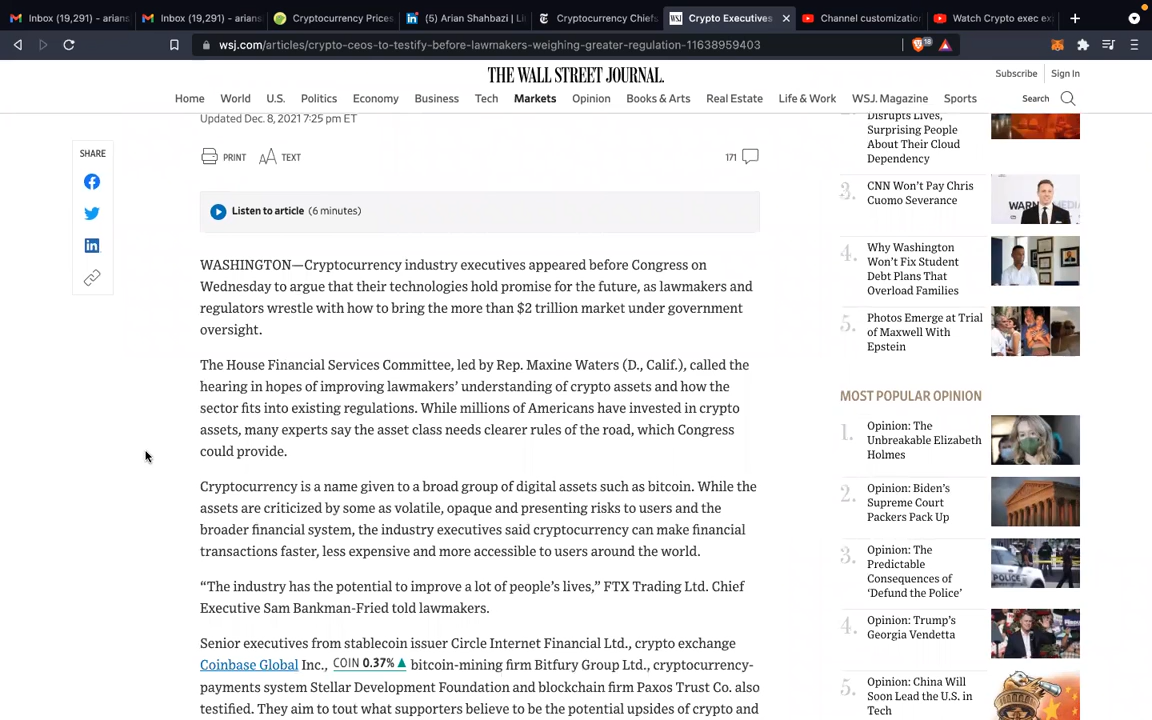 Inbox (19,291) - arians
Inbox (19,291) - arians
Cryptocurrency Prices
(5) Arian Shahbazi | Li
Cryptocurrency Chiefs
WSJ
Crypto Executives
Channel customizatio
Watch Crypto exec ex
wsj.com/articles/crypto-ceos-to-testify-before-lawmakers-weighing-greater-regulation-11638959403
18
THE WALL STREET JOURNAL.
Subscribe
Sign In
Home
World
U.S.
Politics
Economy
Business
Tech
Markets
Opinion
Books & Arts
Real Estate
Life & Work
WSJ. Magazine
Sports
Search
Updated Dec. 8, 2021 7:25 pm ET
SHARE
PRINT
AA TEXT
171
Listen to article (6 minutes)
WASHINGTON—Cryptocurrency industry executives appeared before Congress on
Wednesday to argue that their technologies hold promise for the future, as lawmakers and
regulators wrestle with how to bring the more than $2 trillion market under government
oversight.
The House Financial Services Committee, led by Rep. Maxine Waters (D., Calif.), called the
hearing in hopes of improving lawmakers’ understanding of crypto assets and how the
sector fits into existing regulations. While millions of Americans have invested in crypto
assets, many experts say the asset class needs clearer rules of the road, which Congress
could provide.
Cryptocurrency is a name given to a broad group of digital assets such as bitcoin. While the
assets are criticized by some as volatile, opaque and presenting risks to users and the
broader financial system, the industry executives said cryptocurrency can make financial
transactions faster, less expensive and more accessible to users around the world.
“The industry has the potential to improve a lot of people’s lives,” FTX Trading Ltd. Chief
Executive Sam Bankman-Fried told lawmakers.
Senior executives from stablecoin issuer Circle Internet Financial Ltd., crypto exchange
Coinbase Global Inc., COIN 0.37% ▲ bitcoin-mining firm Bitfury Group Ltd., cryptocurrency-
payments system Stellar Development Foundation and blockchain firm Paxos Trust Co. also
testified. They aim to tout what supporters believe to be the potential upsides of crypto and
Disrupts Lives,
Surprising People
About Their Cloud
Dependency
3.
CNN Won’t Pay Chris
Cuomo Severance
4.
Why Washington
Won’t Fix Student
Debt Plans That
Overload Families
5.
Photos Emerge at Trial
of Maxwell With
Epstein
MOST POPULAR OPINION
1.
Opinion: The
Unbreakable Elizabeth
Holmes
2.
Opinion: Biden’s
Supreme Court
Packers Pack Up
3.
Opinion: The
Predictable
Consequences of
‘Defund the Police’
POLICE
4.
Opinion: Trump’s
Georgia Vendetta
5.
Opinion: China Will
Soon Lead the U.S. in
Tech